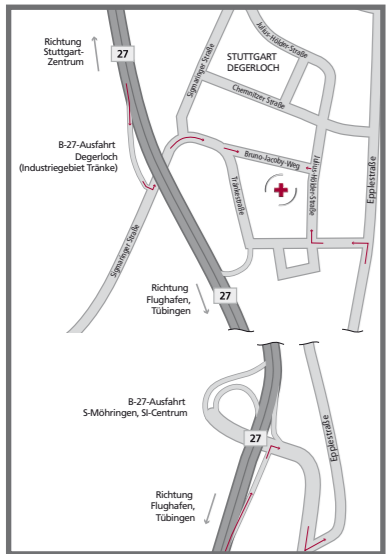 Richtung
Stuttgart-
Zentrum
27
Julius-Hölder-Straße
STUTTGART
DEGERLOCH
Sigmaringer Straße
Chemnitzer Straße
B-27-Ausfahrt
Degerloch
(Industriegebiet Tränke)
Bruno-Jacoby-Weg
Tränkestraße
Julius-Hölder-Straße
Epplestraße
Sigmaringer Straße
Richtung
Flughafen,
Tübingen
27
B-27-Ausfahrt
S-Möhringen, SI-Centrum
27
Epplestraße
Richtung
Flughafen,
Tübingen